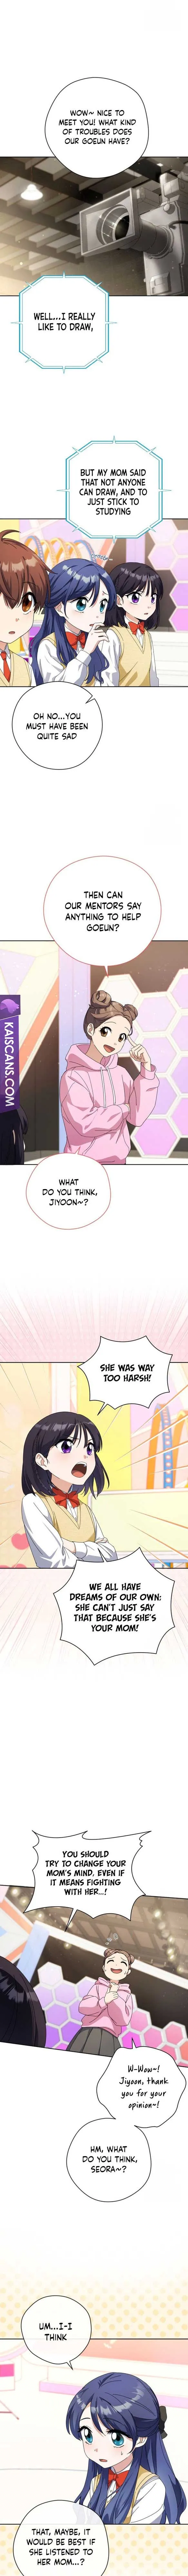 WOW~ NICE TO
MEET YOU! WHAT KIND
OF TROUBLES DOES
OUR GOEUN HAVE?
WELL...I REALLY
LIKE TO DRAW,
BUT MY MOM SAID
THAT NOT ANYONE
CAN DRAW, AND TO
JUST STICK TO
STUDYING
OH NO...YOU
MUST HAVE BEEN
QUITE SAD
THEN CAN
OUR MENTORS SAY
ANYTHING TO HELP
GOEUN?
KAISCANS.COM
WHAT
DO YOU THINK,
JIYOON~?
SHE WAS WAY
TOO HARSH!
WE ALL HAVE
DREAMS OF OUR OWN:
SHE CAN'T JUST SAY
THAT BECAUSE SHE'S
YOUR MOM!
YOU SHOULD
TRY TO CHANGE YOUR
MOM'S MIND, EVEN IF
IT MEANS FIGHTING
WITH HER...!
W-Wow~!
Jiyoon, thank
you for your
opinion~!
HM, WHAT
DO YOU THINK,
SEORA~?
UM...I-I
THINK
THAT, MAYBE, IT
WOULD BE BEST IF
SHE LISTENED TO
HER MOM...?